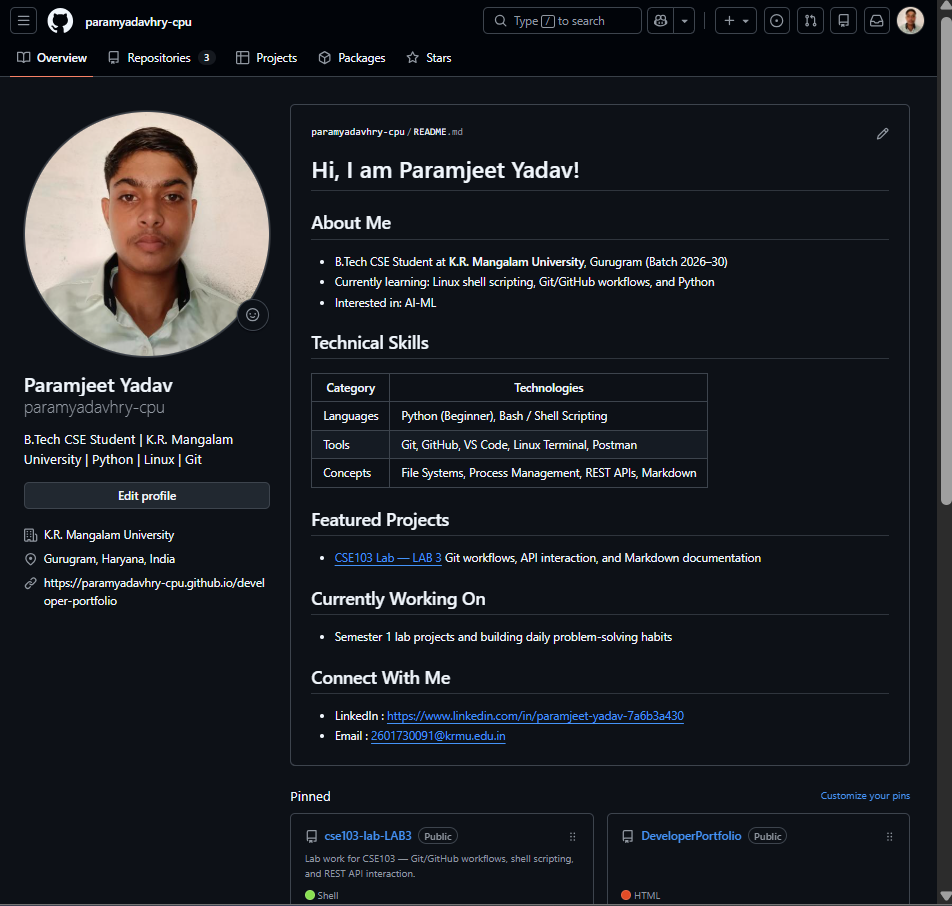 paramyadavhry-cpu
Type / to search
Overview
Repositories 3
Projects
Packages
Stars
paramyadavhry-cpu/README.md
Hi, I am Paramjeet Yadav!
About Me
B.Tech CSE Student at K.R. Mangalam University, Gurugram (Batch 2026–30)
Currently learning: Linux shell scripting, Git/GitHub workflows, and Python
Interested in: AI-ML
Technical Skills
Category Technologies
Languages Python (Beginner), Bash / Shell Scripting
Tools Git, GitHub, VS Code, Linux Terminal, Postman
Concepts File Systems, Process Management, REST APIs, Markdown
Featured Projects
CSE103 Lab — LAB 3 Git workflows, API interaction, and Markdown documentation
Currently Working On
Semester 1 lab projects and building daily problem-solving habits
Connect With Me
LinkedIn : https://www.linkedin.com/in/paramjeet-yadav-7a6b3a430
Email : 2601730091@krmu.edu.in
Paramjeet Yadav
paramyadavhry-cpu
B.Tech CSE Student | K.R. Mangalam
University | Python | Linux | Git
Edit profile
K.R. Mangalam University
Gurugram, Haryana, India
https://paramyadavhry-cpu.github.io/devel
oper-portfolio
Pinned
Customize your pins
cse103-lab-LAB3 Public
Lab work for CSE103 — Git/GitHub workflows, shell scripting,
and REST API interaction.
Shell
DeveloperPortfolio Public
HTML